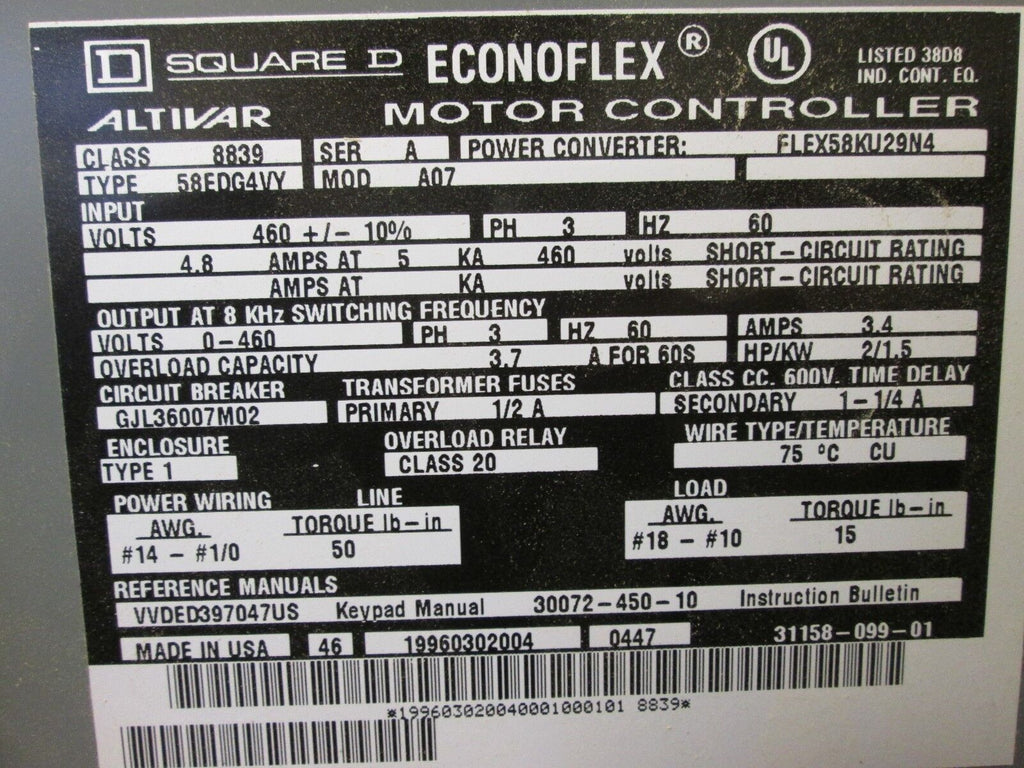 D SQUARE D ECONOFLEX ® UL LISTED 38D8
IND. CONT. EQ.
ALTIVAR MOTOR CONTROLLER
CLASS 8839 SER A POWER CONVERTER: FLEX58KU29N4
TYPE 58EDG4VY MOD A07
INPUT
VOLTS 460 +/- 10% PH 3 HZ 60
4.8 AMPS AT 5 KA 460 volts SHORT-CIRCUIT RATING
AMPS AT KA volts SHORT-CIRCUIT RATING
OUTPUT AT 8 KHz SWITCHING FREQUENCY
VOLTS 0-460 PH 3 HZ 60 AMPS 3.4
OVERLOAD CAPACITY 3.7 A FOR 60S HP/KW 2/1.5
CIRCUIT BREAKER TRANSFORMER FUSES CLASS CC. 600V. TIME DELAY
GJL36007M02 PRIMARY 1/2 A SECONDARY 1-1/4 A
ENCLOSURE OVERLOAD RELAY WIRE TYPE/TEMPERATURE
TYPE 1 CLASS 20 75 ºC CU
POWER WIRING LINE LOAD
AWG. TORQUE lb-in AWG. TORQUE lb-in
#14 - #1/0 50 #18 - #10 15
REFERENCE MANUALS
VVDED397047US Keypad Manual 30072-450-10 Instruction Bulletin
MADE IN USA 46 19960302004 0447 31158-099-01
*199603020040001000101 8839*